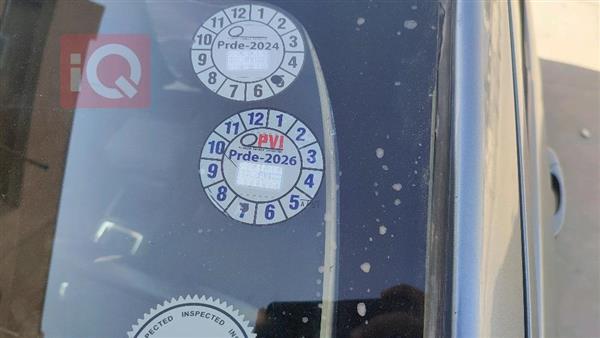 iQ
11 12 1 2 3 4 6 7 8 9 10
Prde-2024
11 12 1 2 3 4 5 6 7 8 9 10
PVI
Prde-2026
INSPECTED INSPECTED